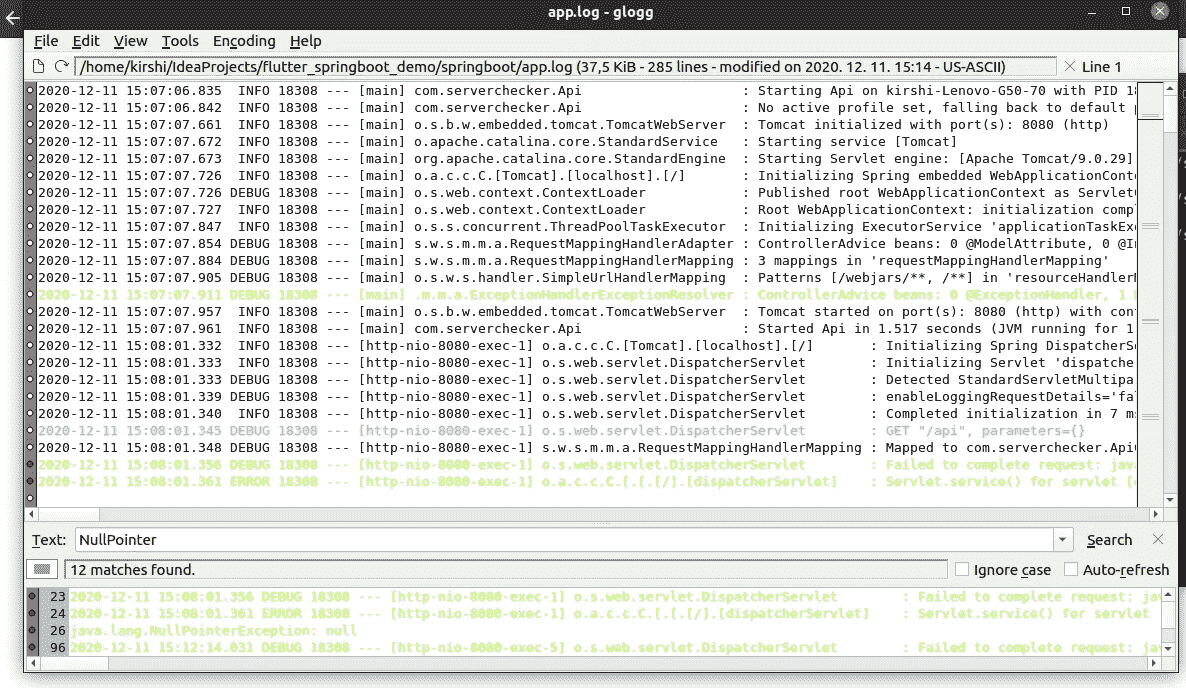 app.log - glogg
File Edit View Tools Encoding Help
/home/kirshi/IdeaProjects/flutter_springboot_demo/springboot/app.log (37,5 KiB - 285 lines - modified on 2020. 12. 11. 15:14 - US-ASCII) Line 1
2020-12-11 15:07:06.835 INFO 18308 --- [main] com.serverchecker.Api : Starting Api on kirshi-Lenovo-G50-70 with PID
2020-12-11 15:07:06.842 INFO 18308 --- [main] com.serverchecker.Api : No active profile set, falling back to default
2020-12-11 15:07:07.661 INFO 18308 --- [main] o.s.b.w.embedded.tomcat.TomcatWebServer : Tomcat initialized with port(s): 8080 (http)
2020-12-11 15:07:07.672 INFO 18308 --- [main] o.apache.catalina.core.StandardService : Starting service [Tomcat]
2020-12-11 15:07:07.673 INFO 18308 --- [main] org.apache.catalina.core.StandardEngine : Starting Servlet engine: [Apache Tomcat/9.0.29]
2020-12-11 15:07:07.726 INFO 18308 --- [main] o.a.c.c.C.[Tomcat].[localhost].[/] : Initializing Spring embedded WebApplicationConte
2020-12-11 15:07:07.726 DEBUG 18308 --- [main] o.s.web.context.ContextLoader : Published root WebApplicationContext as Servlet
2020-12-11 15:07:07.727 INFO 18308 --- [main] o.s.web.context.ContextLoader : Root WebApplicationContext: initialization comp
2020-12-11 15:07:07.847 INFO 18308 --- [main] o.s.s.concurrent.ThreadPoolTaskExecutor : Initializing ExecutorService 'applicationTaskEx
2020-12-11 15:07:07.854 DEBUG 18308 --- [main] s.w.s.m.m.a.RequestMappingHandlerAdapter : ControllerAdvice beans: 0 @ModelAttribute, 0 @I
2020-12-11 15:07:07.884 DEBUG 18308 --- [main] s.w.s.m.m.a.RequestMappingHandlerMapping : 3 mappings in 'requestMappingHandlerMapping'
2020-12-11 15:07:07.905 DEBUG 18308 --- [main] o.s.w.s.handler.SimpleUrlHandlerMapping : Patterns [/webjars/**, /**] in 'resourceHandler
2020-12-11 15:07:07.911 DEBUG 18308 --- [main] .m.m.a.ExceptionHandlerExceptionResolver : ControllerAdvice beans: 0 @ExceptionHandler, 1
2020-12-11 15:07:07.957 INFO 18308 --- [main] o.s.b.w.embedded.tomcat.TomcatWebServer : Tomcat started on port(s): 8080 (http) with con
2020-12-11 15:07:07.961 INFO 18308 --- [main] com.serverchecker.Api : Started Api in 1.517 seconds (JVM running for 1
2020-12-11 15:08:01.332 INFO 18308 --- [http-nio-8080-exec-1] o.a.c.c.C.[Tomcat].[localhost].[/] : Initializing Spring DispatcherS
2020-12-11 15:08:01.333 INFO 18308 --- [http-nio-8080-exec-1] o.s.web.servlet.DispatcherServlet : Initializing Servlet 'dispatche
2020-12-11 15:08:01.333 DEBUG 18308 --- [http-nio-8080-exec-1] o.s.web.servlet.DispatcherServlet : Detected StandardServletMultipa
2020-12-11 15:08:01.339 DEBUG 18308 --- [http-nio-8080-exec-1] o.s.web.servlet.DispatcherServlet : enableLoggingRequestDetails='fa
2020-12-11 15:08:01.340 INFO 18308 --- [http-nio-8080-exec-1] o.s.web.servlet.DispatcherServlet : Completed initialization in 7 m
2020-12-11 15:08:01.345 DEBUG 18308 --- [http-nio-8080-exec-1] o.s.web.servlet.DispatcherServlet : GET "/api", parameters={}
2020-12-11 15:08:01.348 DEBUG 18308 --- [http-nio-8080-exec-1] s.w.s.m.m.a.RequestMappingHandlerMapping : Mapped to com.serverchecker.Api
2020-12-11 15:08:01.356 DEBUG 18308 --- [http-nio-8080-exec-1] o.s.web.servlet.DispatcherServlet : Failed to complete request: jav
2020-12-11 15:08:01.361 ERROR 18308 --- [http-nio-8080-exec-1] o.a.c.c.C.[.[.[/].[dispatcherServlet] : Servlet.service() for servlet
Text: NullPointer Search
12 matches found. Ignore case Auto-refresh
23 2020-12-11 15:08:01.356 DEBUG 18308 --- [http-nio-8080-exec-1] o.s.web.servlet.DispatcherServlet : Failed to complete request: jav
24 2020-12-11 15:08:01.361 ERROR 18308 --- [http-nio-8080-exec-1] o.a.c.c.C.[.[.[/].[dispatcherServlet] : Servlet.service() for servlet
26 java.lang.NullPointerException: null
96 2020-12-11 15:12:14.031 DEBUG 18308 --- [http-nio-8080-exec-5] o.s.web.servlet.DispatcherServlet : Failed to complete request: jav